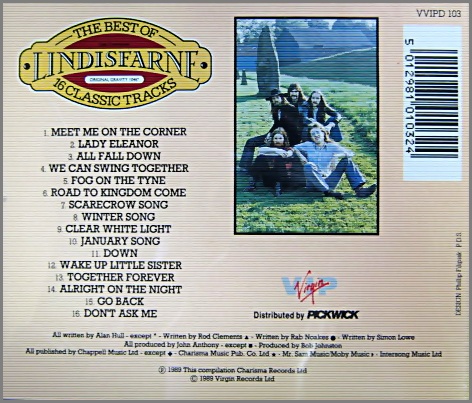 VVIPD 103
THE BEST OF
LINDISFARNE
ORIGINAL GRAVITY 1046°
16 CLASSIC TRACKS
5 012981 010324
1. MEET ME ON THE CORNER
2. LADY ELEANOR
3. ALL FALL DOWN
4. WE CAN SWING TOGETHER
5. FOG ON THE TYNE
6. ROAD TO KINGDOM COME
7. SCARECROW SONG
8. WINTER SONG
9. CLEAR WHITE LIGHT
10. JANUARY SONG
11. DOWN
12. WAKE UP LITTLE SISTER
13. TOGETHER FOREVER
14. ALRIGHT ON THE NIGHT
15. GO BACK
16. DON'T ASK ME
VIP
Virgin
Distributed by PICKWICK
DESIGN: Phillip Fitzpatr P.D.S.
All written by Alan Hull - except * - Written by Rod Clements ▲ - Written by Rab Noakes ● - Written by Simon Lowe
All produced by John Anthony - except ■ - Produced by Bob Johnston
All published by Chappell Music Ltd - except ◆ - Charisma Music Pub. Co. Ltd ★ - Mr. Sam Music/Moby Music › - Intersong Music Ltd
℗ 1989 This compilation Charisma Records Ltd
© 1989 Virgin Records Ltd